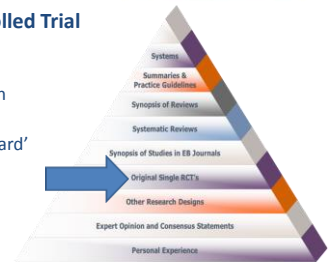 olled Trial
Systems
Summaries &
Practice Guidelines
Synopsis of Reviews
Systematic Reviews
Synopsis of Studies in EB Journals
ard’
Original Single RCT's
Other Research Designs
Expert Opinion and Consensus Statements
Personal Experience